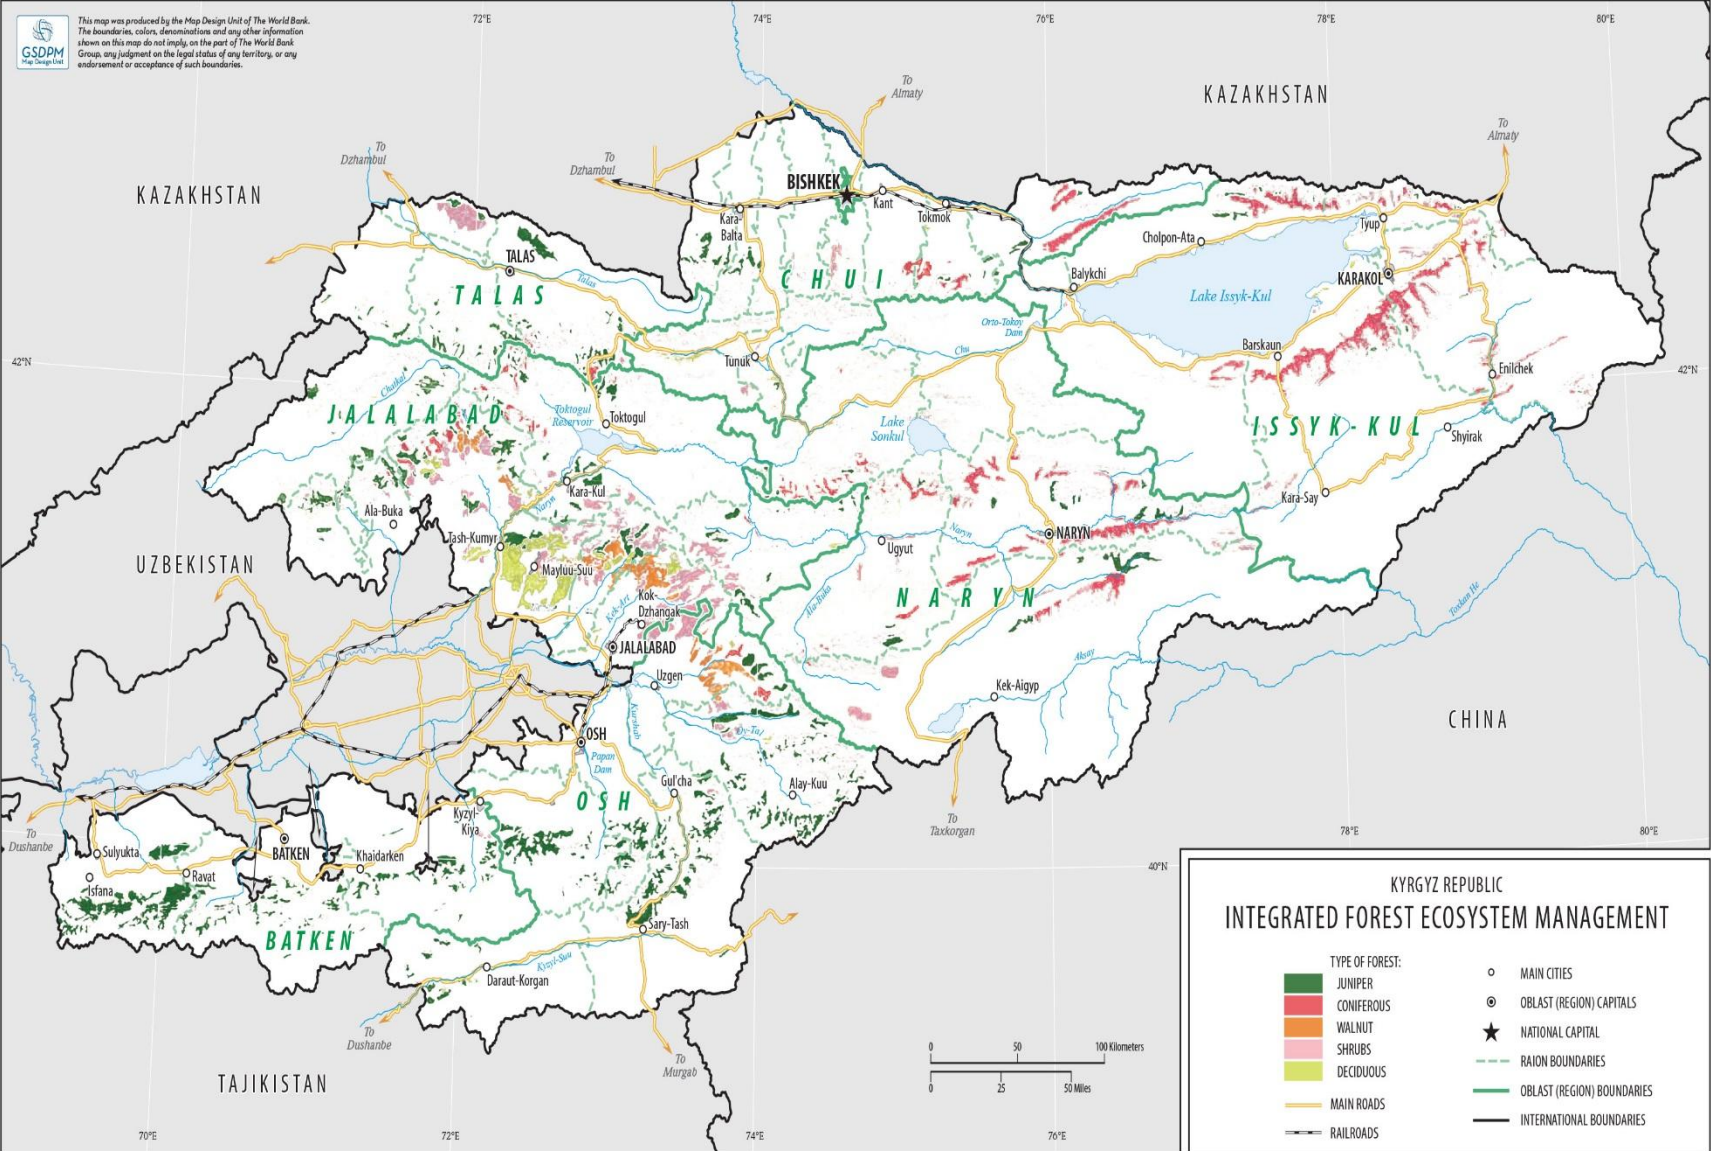 GSDPM
Map Design Unit
This map was produced by the Map Design Unit of The World Bank.
The boundaries, colors, denominations and any other information
shown on this map do not imply, on the part of The World Bank
Group, any judgment on the legal status of any territory, or any
endorsement or acceptance of such boundaries.
72°E
74°E
76°E
78°E
80°E
KAZAKHSTAN
To
Almaty
To
Almaty
To
Dzhambul
To
Dzhambul
KAZAKHSTAN
BISHKEK
Kant
Tokmok
Kara-
Balta
Tyup
Cholpon-Ata
TALAS
Talas
TALAS
CHUI
Balykchi
KARAKOL
Lake Issyk-Kul
Orto-Tokoy
Dam
Chu
Tunuk
Barskaun
Enilchek
42°N
42°N
Chatkal
JALALABAD
Toktogul
Reservoir
Toktogul
Lake
Sonkul
ISSYK-KUL
Shyirak
Kara-Kul
Kara-Say
Naryn
Ala-Buka
Tash-Kumyr
Mayluu-Suu
Naryn
NARYN
Ugyut
UZBEKISTAN
Kok-Art
Kok-
Dzhangak
Ala-Buka
NARYN
Toxkan He
JALALABAD
Uzgen
Aksay
Kek-Aigyp
CHINA
Kurshab
OSH
Oy-Tal
Papan
Dam
OSH
Gul'cha
Alay-Kuu
Kyzyl-
Kiya
To
Taxkorgan
To
Dushanbe
Sulyukta
BATKEN
Khaidarken
Isfana
Ravat
78°E
80°E
40°N
BATKEN
Sary-Tash
Kyzyl-Suu
Daraut-Korgan
To
Dushanbe
To
Murgab
TAJIKISTAN
0 50 100 Kilometers
0 25 50 Miles
70°E
72°E
74°E
76°E
KYRGYZ REPUBLIC
INTEGRATED FOREST ECOSYSTEM MANAGEMENT
TYPE OF FOREST:
JUNIPER
CONIFEROUS
WALNUT
SHRUBS
DECIDUOUS
MAIN ROADS
RAILROADS
MAIN CITIES
OBLAST (REGION) CAPITALS
NATIONAL CAPITAL
RAION BOUNDARIES
OBLAST (REGION) BOUNDARIES
INTERNATIONAL BOUNDARIES